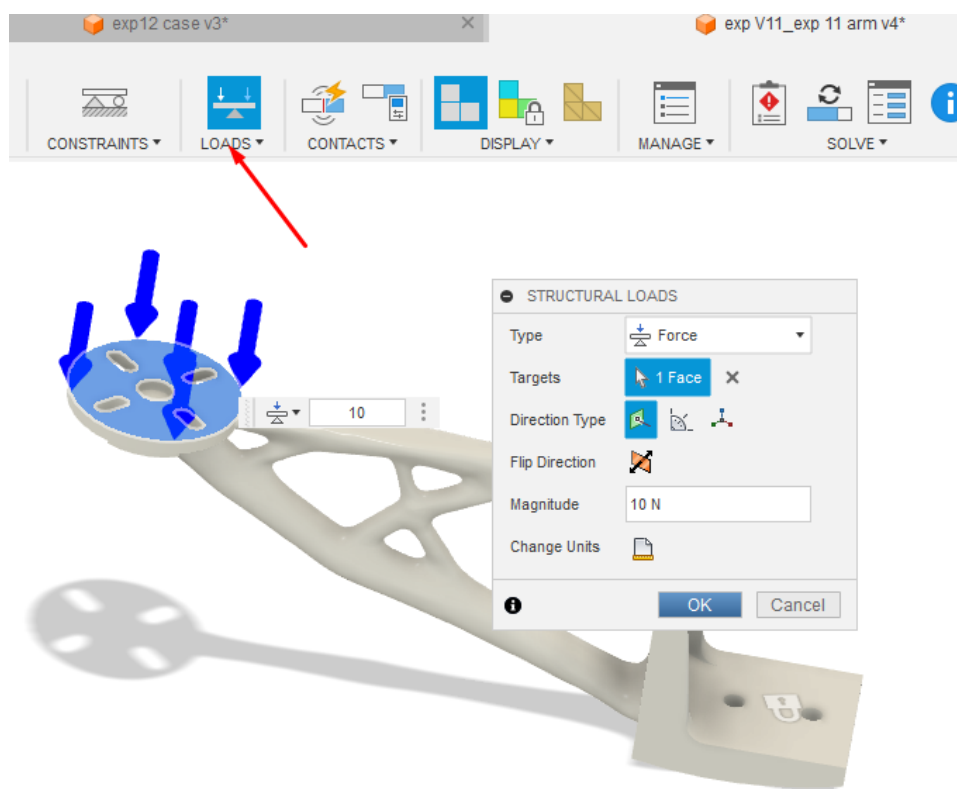 exp12 case v3*
exp V11_exp 11 arm v4*
CONSTRAINTS LOADS CONTACTS DISPLAY MANAGE SOLVE
STRUCTURAL LOADS
Type Force
Targets 1 Face
10
Direction Type
Flip Direction
Magnitude 10 N
Change Units
OK Cancel